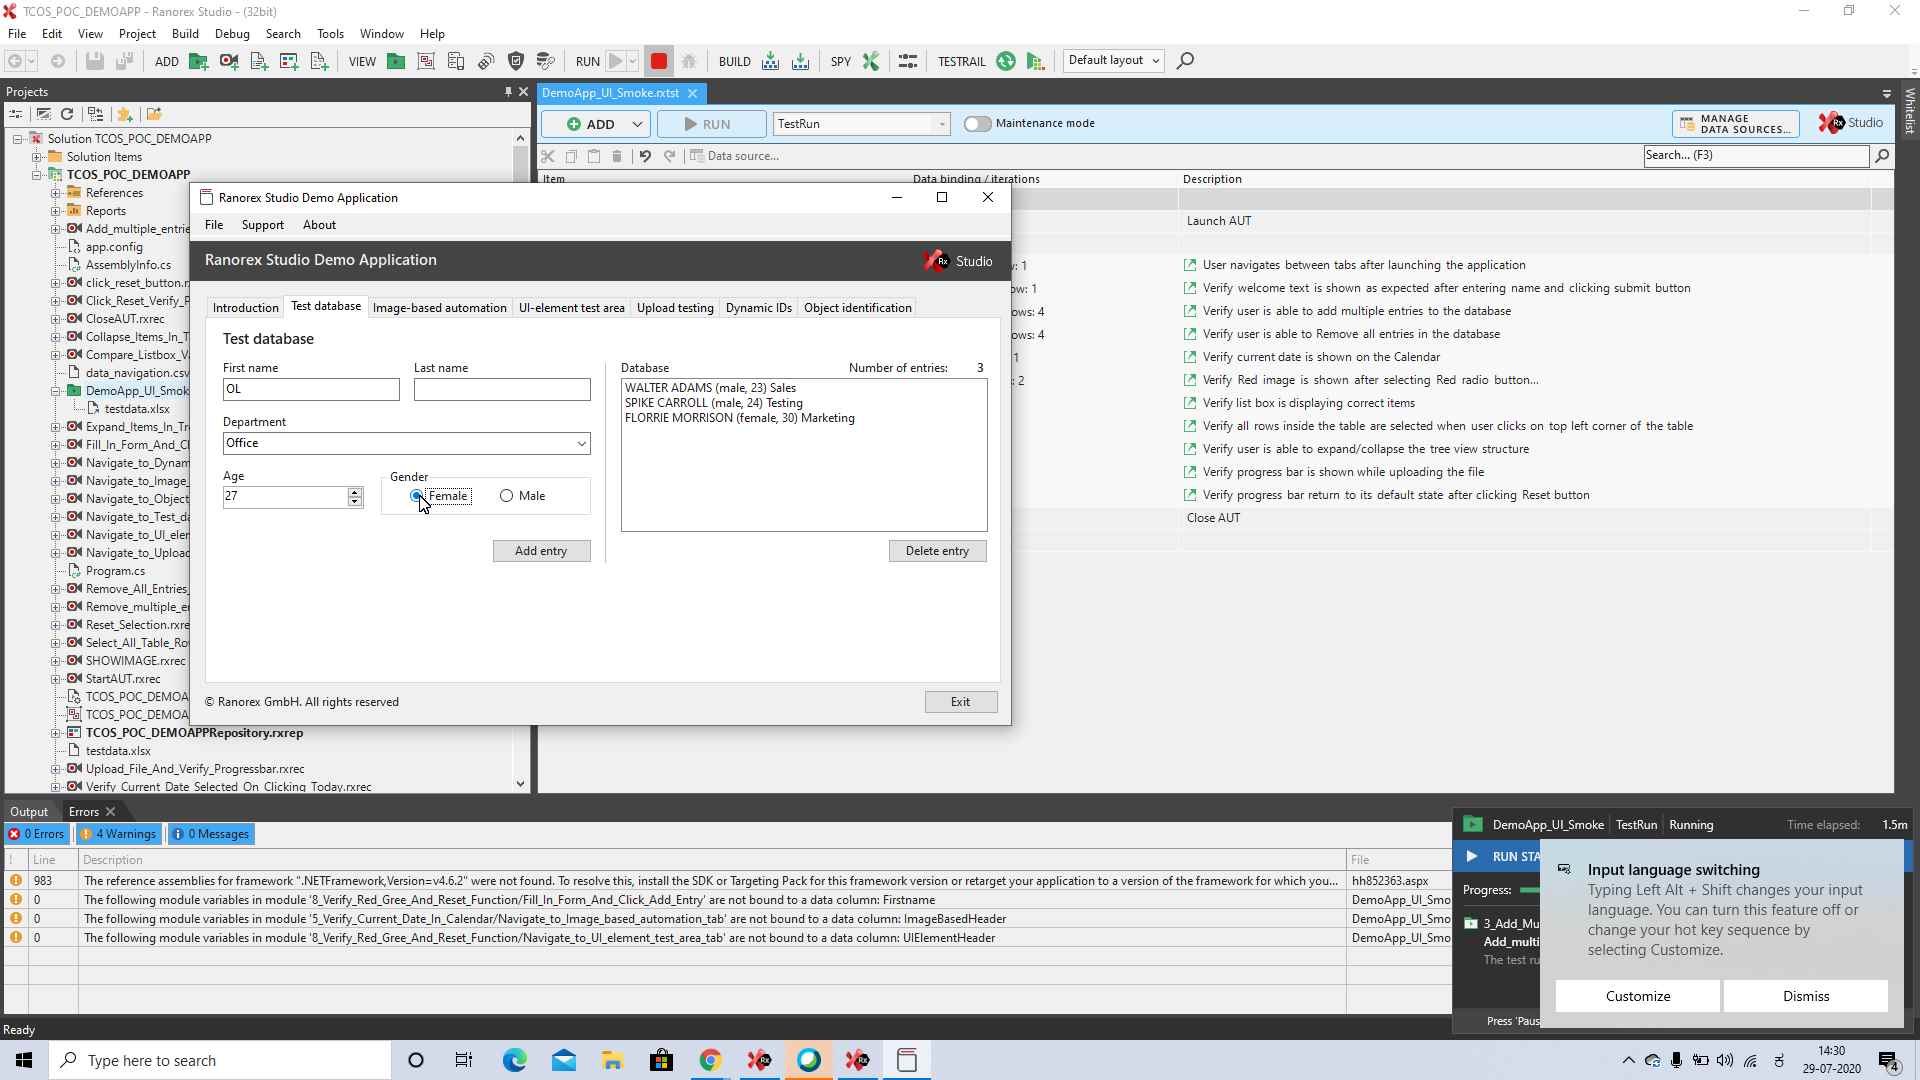 TCOS_POC_DEMOAPP - Ranorex Studio - (32bit)
File Edit View Project Build Debug Search Tools Window Help
ADD VIEW RUN BUILD SPY TESTRAIL Default layout
Projects
DemoApp_UI_Smoke.rxtst
Whitelist
ADD RUN TestRun Maintenance mode MANAGE DATA SOURCES... Rx Studio
Data source... Search... (F3)
Item Data binding / iterations Description
Solution TCOS_POC_DEMOAPP
Solution Items
TCOS_POC_DEMOAPP
References
Reports
Add_multiple_entrie
app.config
AssemblyInfo.cs
click_reset_button.r
Click_Reset_Verify_P
CloseAUT.rxrec
Collapse_Items_In_T
Compare_Listbox_V
data_navigation.csv
DemoApp_UI_Smok
testdata.xlsx
Expand_Items_In_Tr
Fill_In_Form_And_Cl
Navigate_to_Dynam
Navigate_to_Image_
Navigate_to_Object
Navigate_to_Test_da
Navigate_to_UI_eler
Navigate_to_Upload
Program.cs
Remove_All_Entries_
Remove_multiple_e
Reset_Selection.rxre
Select_All_Table_Ro
SHOWIMAGE.rxrec
StartAUT.rxrec
TCOS_POC_DEMOA
TCOS_POC_DEMOA
TCOS_POC_DEMOAPPRepository.rxrep
testdata.xlsx
Upload_File_And_Verify_Progressbar.rxrec
Verify_Current_Date_Selected_On_Clicking_Today.rxrec
Ranorex Studio Demo Application
File Support About
Ranorex Studio Demo Application Rx Studio
Introduction Test database Image-based automation UI-element test area Upload testing Dynamic IDs Object identification
Test database
First name Last name
OL
Department
Office
Age Gender
27 Female Male
Add entry
Database Number of entries: 3
WALTER ADAMS (male, 23) Sales
SPIKE CARROLL (male, 24) Testing
FLORRIE MORRISON (female, 30) Marketing
Delete entry
© Ranorex GmbH. All rights reserved Exit
Launch AUT
w: 1 User navigates between tabs after launching the application
ow: 1 Verify welcome text is shown as expected after entering name and clicking submit button
ows: 4 Verify user is able to add multiple entries to the database
ows: 4 Verify user is able to Remove all entries in the database
1 Verify current date is shown on the Calendar
: 2 Verify Red image is shown after selecting Red radio button...
Verify list box is displaying correct items
Verify all rows inside the table are selected when user clicks on top left corner of the table
Verify user is able to expand/collapse the tree view structure
Verify progress bar is shown while uploading the file
Verify progress bar return to its default state after clicking Reset button
Close AUT
Output Errors
0 Errors 4 Warnings 0 Messages
! Line Description File
983 The reference assemblies for framework ".NETFramework,Version=v4.6.2" were not found. To resolve this, install the SDK or Targeting Pack for this framework version or retarget your application to a version of the framework for which you... hh852363.aspx
0 The following module variables in module '8_Verify_Red_Gree_And_Reset_Function/Fill_In_Form_And_Click_Add_Entry' are not bound to a data column: Firstname DemoApp_UI_Smo
0 The following module variables in module '5_Verify_Current_Date_In_Calendar/Navigate_to_Image_based_automation_tab' are not bound to a data column: ImageBasedHeader DemoApp_UI_Smo
0 The following module variables in module '8_Verify_Red_Gree_And_Reset_Function/Navigate_to_UI_element_test_area_tab' are not bound to a data column: UIElementHeader DemoApp_UI_Smo
DemoApp_UI_Smoke TestRun Running Time elapsed: 1.5m
RUN STA
Progress:
3_Add_Mu
Add_multi
The test ru
Press 'Paus
Input language switching
Typing Left Alt + Shift changes your input
language. You can turn this feature off or
change your hot key sequence by
selecting Customize.
Customize Dismiss
Ready
Type here to search
14:30
29-07-2020
4